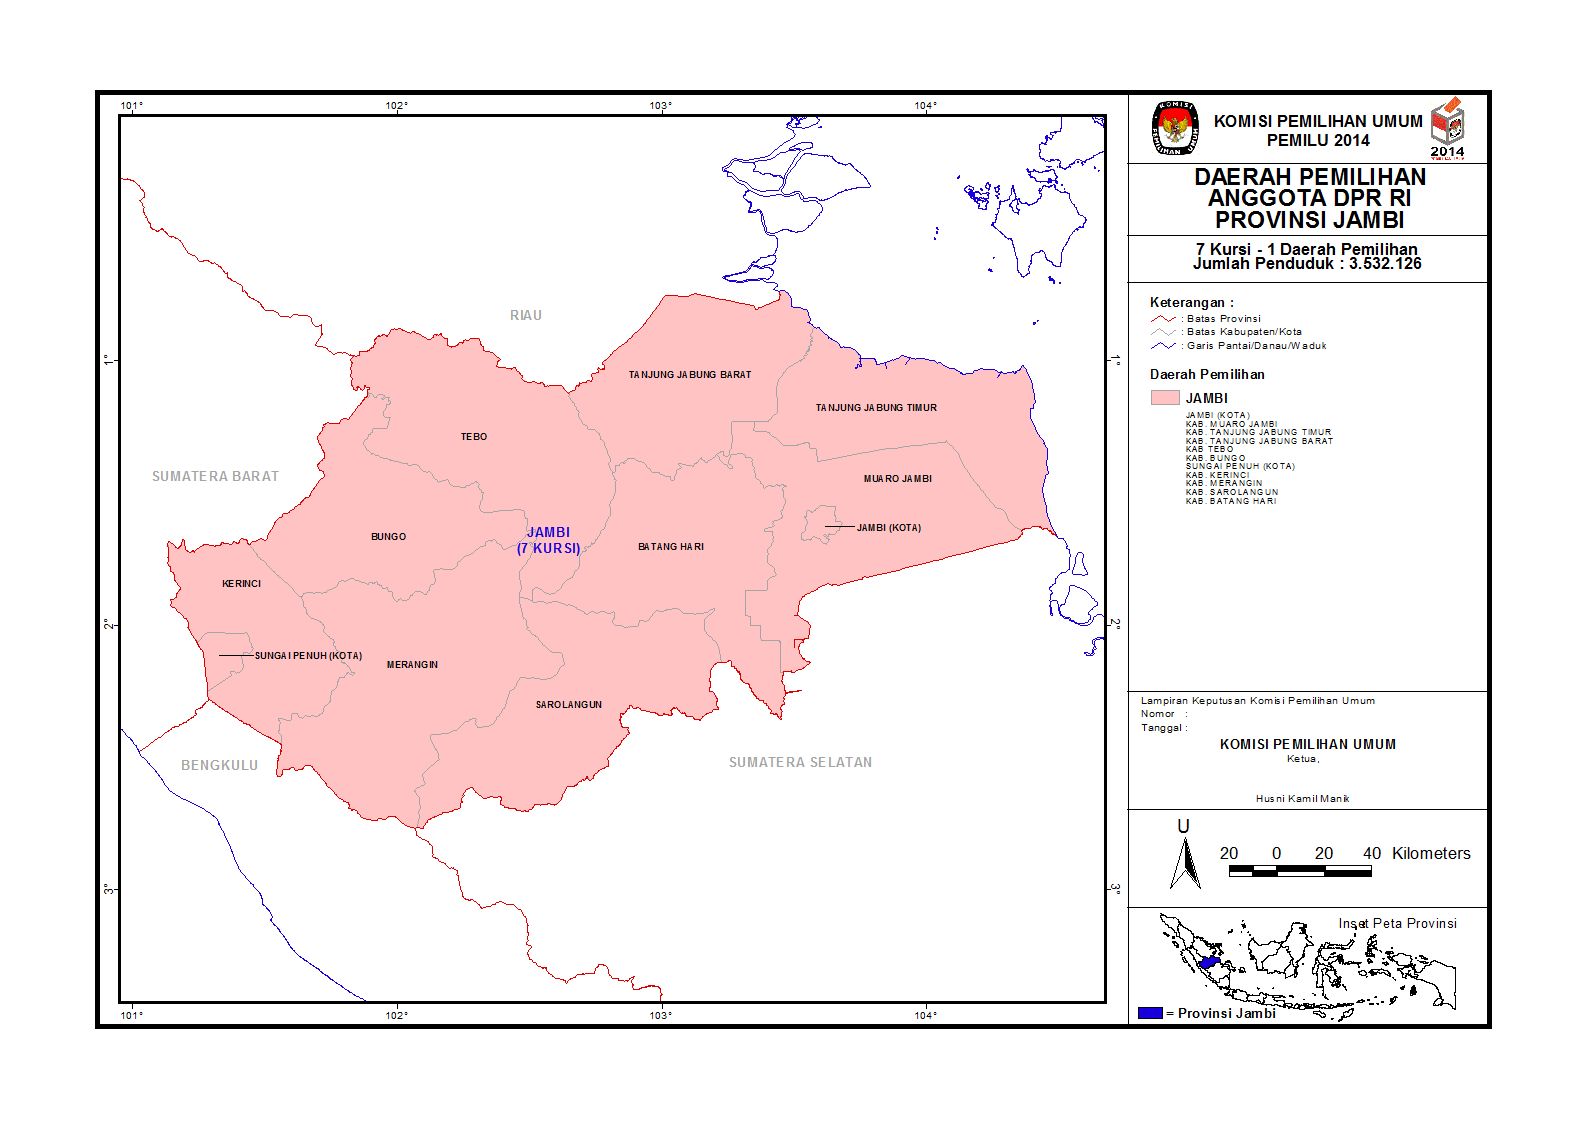 101° 102° 103° 104°
RIAU
TANJUNG JABUNG BARAT
TANJUNG JABUNG TIMUR
TEBO
SUMATERA BARAT
MUARO JAMBI
JAMBI (KOTA)
BUNGO
JAMBI
(7 KURSI)
BATANG HARI
KERINCI
SUNGAI PENUH (KOTA)
MERANGIN
SAROLANGUN
BENGKULU
SUMATERA SELATAN
1° 1°
2° 2°
3° 3°
101° 102° 103° 104°
KOMISI
PEMILIHAN UMUM
KOMISI PEMILIHAN UMUM
PEMILU 2014
2014
DAERAH PEMILIHAN
ANGGOTA DPR RI
PROVINSI JAMBI
7 Kursi - 1 Daerah Pemilihan
Jumlah Penduduk : 3.532.126
Keterangan :
: Batas Provinsi
: Batas Kabupaten/Kota
: Garis Pantai/Danau/Waduk
Daerah Pemilihan
JAMBI
JAMBI (KOTA)
KAB. MUARO JAMBI
KAB. TANJUNG JABUNG TIMUR
KAB. TANJUNG JABUNG BARAT
KAB TEBO
KAB. BUNGO
SUNGAI PENUH (KOTA)
KAB. KERINCI
KAB. MERANGIN
KAB. SAROLANGUN
KAB. BATANG HARI
Lampiran Keputusan Komisi Pemilihan Umum
Nomor :
Tanggal :
KOMISI PEMILIHAN UMUM
Ketua,
Husni Kamil Manik
U
20 0 20 40 Kilometers
Inset Peta Provinsi
= Provinsi Jambi